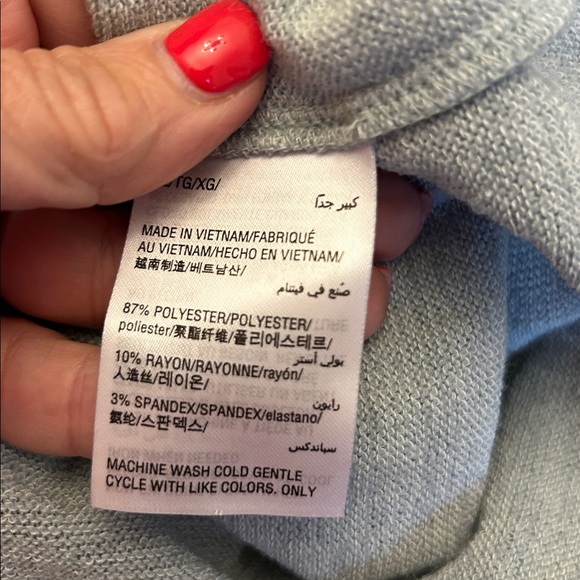 /TG/XG/
كبير جدًا
MADE IN VIETNAM/FABRIQUÉ
AU VIETNAM/HECHO EN VIETNAM/
越南制造/베트남산/
صُنع في فيتنام
87% POLYESTER/POLYESTER/
poliester/聚酯纤维/폴리에스테르/
بولي أستر
10% RAYON/RAYONNE/rayón/
人造丝/레이온/
رايون
3% SPANDEX/SPANDEX/elastano/
氨纶/스판덱스/
سباندكس
MACHINE WASH COLD GENTLE
CYCLE WITH LIKE COLORS. ONLY